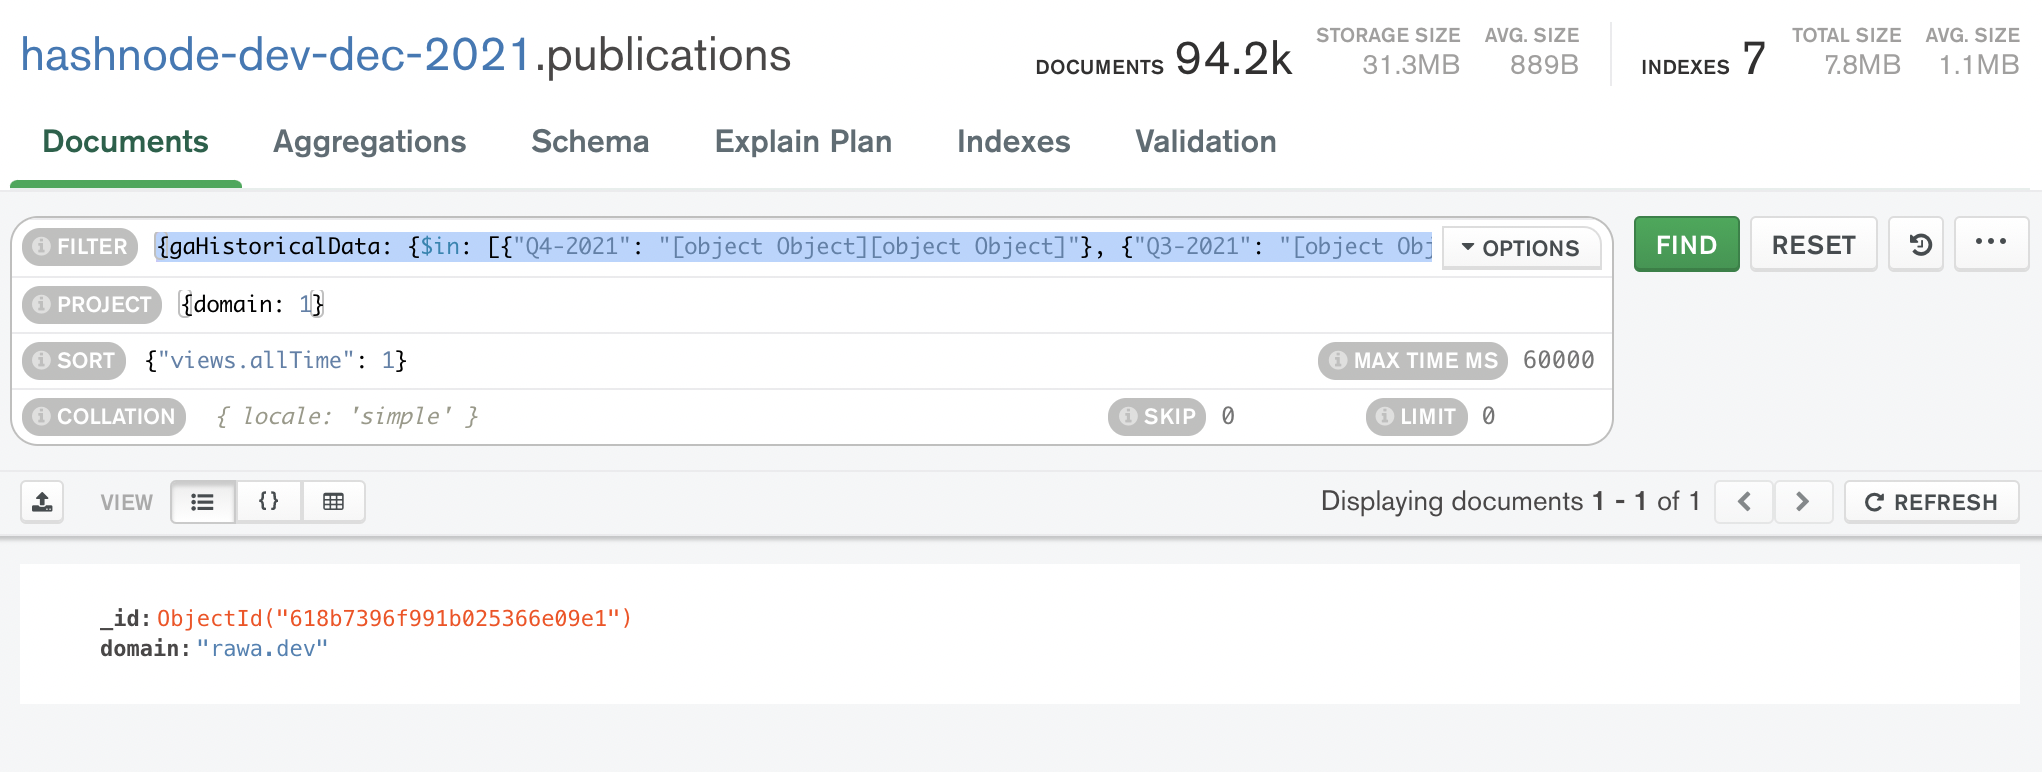 hashnode-dev-dec-2021.publications
DOCUMENTS 94.2k
STORAGE SIZE 31.3MB
AVG. SIZE 889B
INDEXES 7
TOTAL SIZE 7.8MB
AVG. SIZE 1.1MB
Documents Aggregations Schema Explain Plan Indexes Validation
FILTER {gaHistoricalData: {$in: [{"Q4-2021": "[object Object][object Object]"}, {"Q3-2021": "[object Obj
OPTIONS
FIND RESET
PROJECT {domain: 1}
SORT {"views.allTime": 1}
MAX TIME MS 60000
COLLATION { locale: 'simple' }
SKIP 0
LIMIT 0
VIEW {}
Displaying documents 1 - 1 of 1
REFRESH
_id: ObjectId("618b7396f991b025366e09e1")
domain: "rawa.dev"